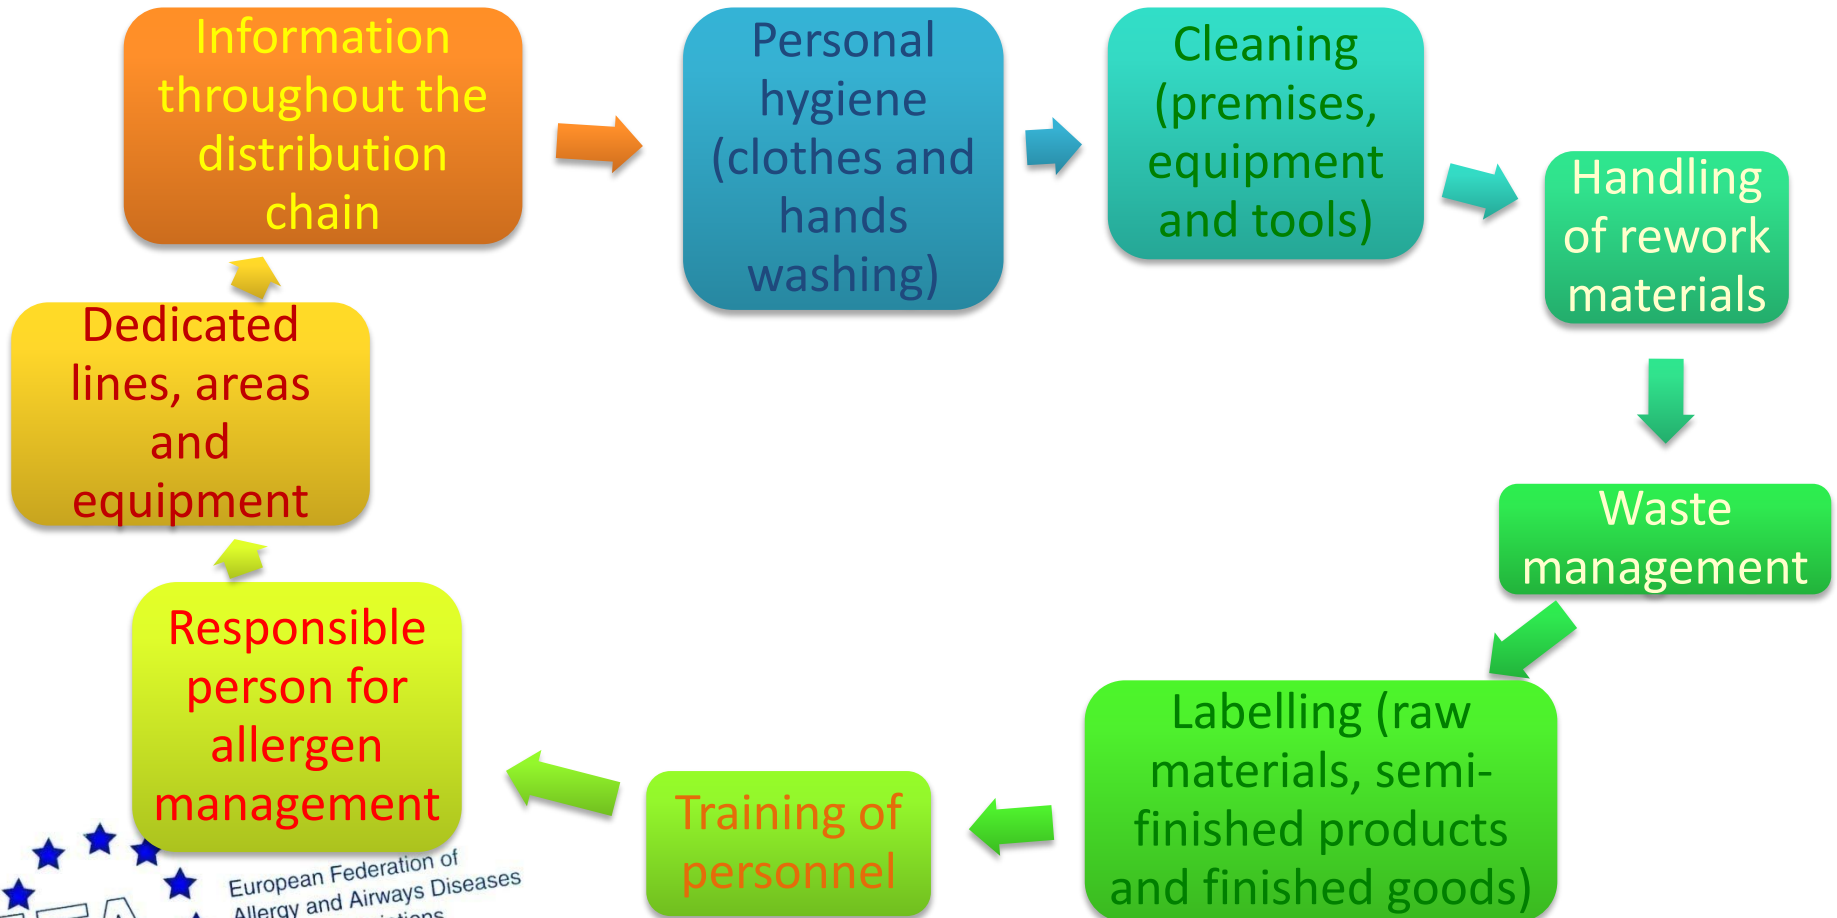 Information
throughout the
distribution
chain
Personal
hygiene
(clothes and
hands
washing)
Cleaning
(premises,
equipment
and tools)
Handling
of rework
materials
Waste
management
Labelling (raw
materials, semi-
finished products
and finished goods)
Training of
personnel
Responsible
person for
allergen
management
Dedicated
lines, areas
and
equipment
European Federation of
Allergy and Airways Diseases